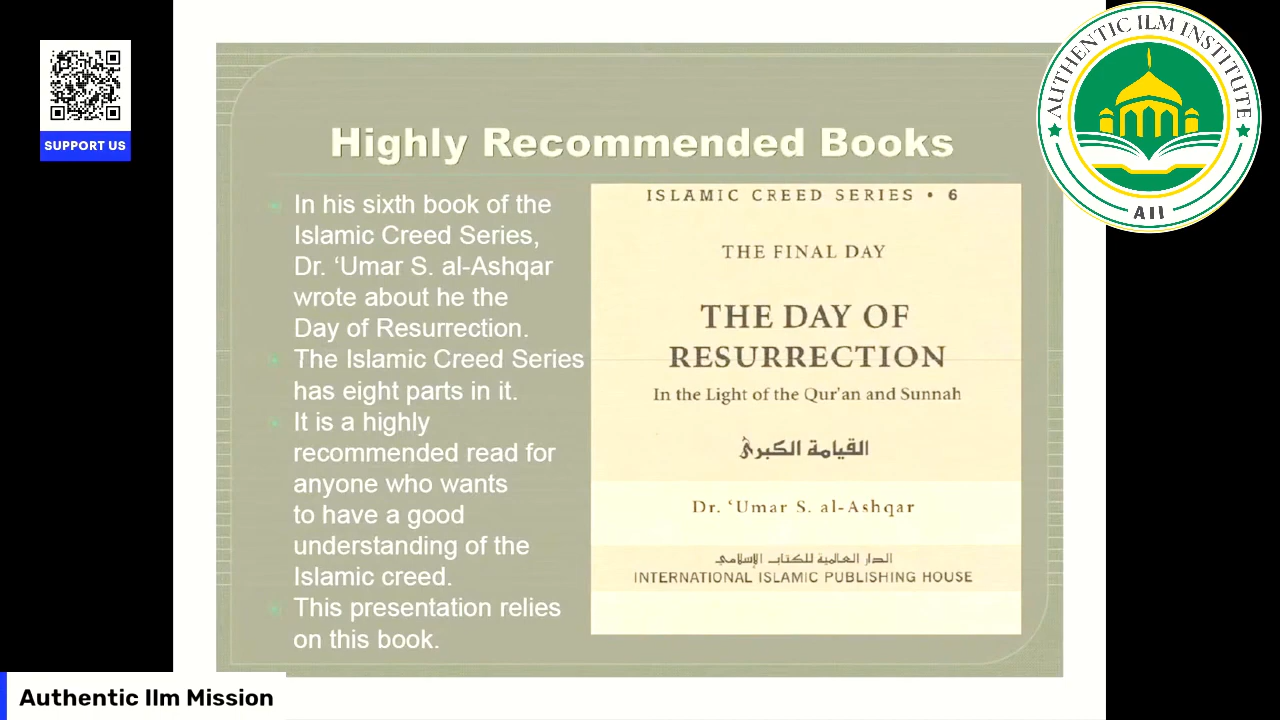 SUPPORT US
AUTHENTIC ILM INSTITUTE
AII
Highly Recommended Books
In his sixth book of the
Islamic Creed Series,
Dr. ‘Umar S. al-Ashqar
wrote about he the
Day of Resurrection.
The Islamic Creed Series
has eight parts in it.
It is a highly
recommended read for
anyone who wants
to have a good
understanding of the
Islamic creed.
This presentation relies
on this book.
ISLAMIC CREED SERIES • 6
THE FINAL DAY
THE DAY OF
RESURRECTION
In the Light of the Qur'an and Sunnah
القيامة الكبرى
Dr. ‘Umar S. al-Ashqar
الدار العالمية للكتاب الإسلامي
INTERNATIONAL ISLAMIC PUBLISHING HOUSE
Authentic Ilm Mission